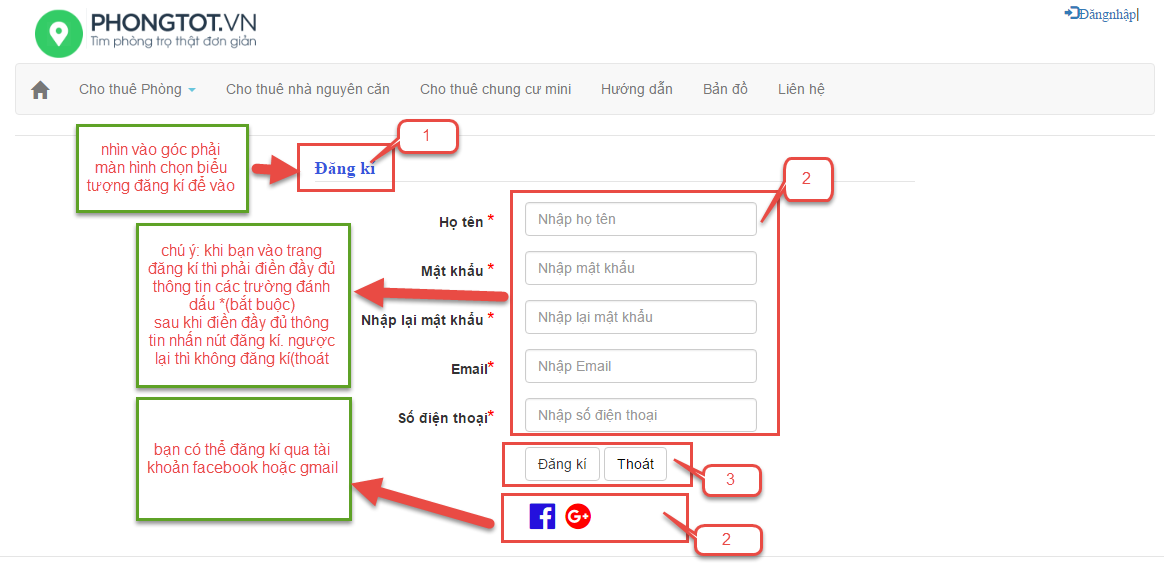 PHONGTOT.VN
Tìm phòng trọ thật đơn giản
Đăngnhập|
Cho thuê Phòng
Cho thuê nhà nguyên căn
Cho thuê chung cư mini
Hướng dẫn
Bản đồ
Liên hệ
nhìn vào góc phải
màn hình chọn biểu
tượng đăng kí để vào
Đăng kí
1
2
Họ tên *
Nhập họ tên
Mật khẩu *
Nhập mật khẩu
Nhập lại mật khẩu *
Nhập lại mật khẩu
Email*
Nhập Email
Số điện thoại*
Nhập số điện thoại
chú ý: khi bạn vào trang
đăng kí thì phải điền đầy đủ
thông tin các trường đánh
dấu *(bắt buộc)
sau khi điền đầy đủ thông
tin nhấn nút đăng kí. ngược
lại thì không đăng kí(thoát
Đăng kí
Thoát
3
bạn có thể đăng kí qua tài
khoản facebook hoặc gmail
G+
2